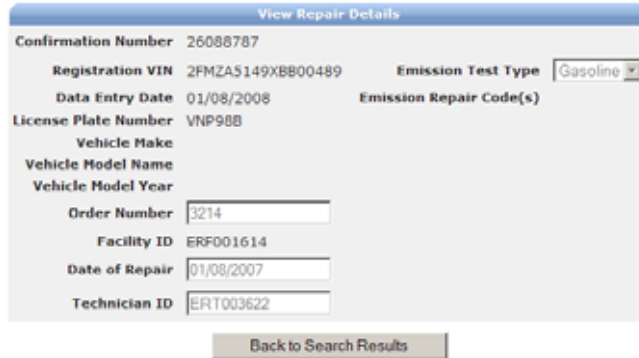 View Repair Details
Confirmation Number 26088787
Registration VIN 2FMZA5149XBB00489 Emission Test Type Gasoline
Data Entry Date 01/08/2008 Emission Repair Code(s)
License Plate Number VNP98B
Vehicle Make
Vehicle Model Name
Vehicle Model Year
Order Number 3214
Facility ID ERF001614
Date of Repair 01/08/2007
Technician ID ERT003622
Back to Search Results